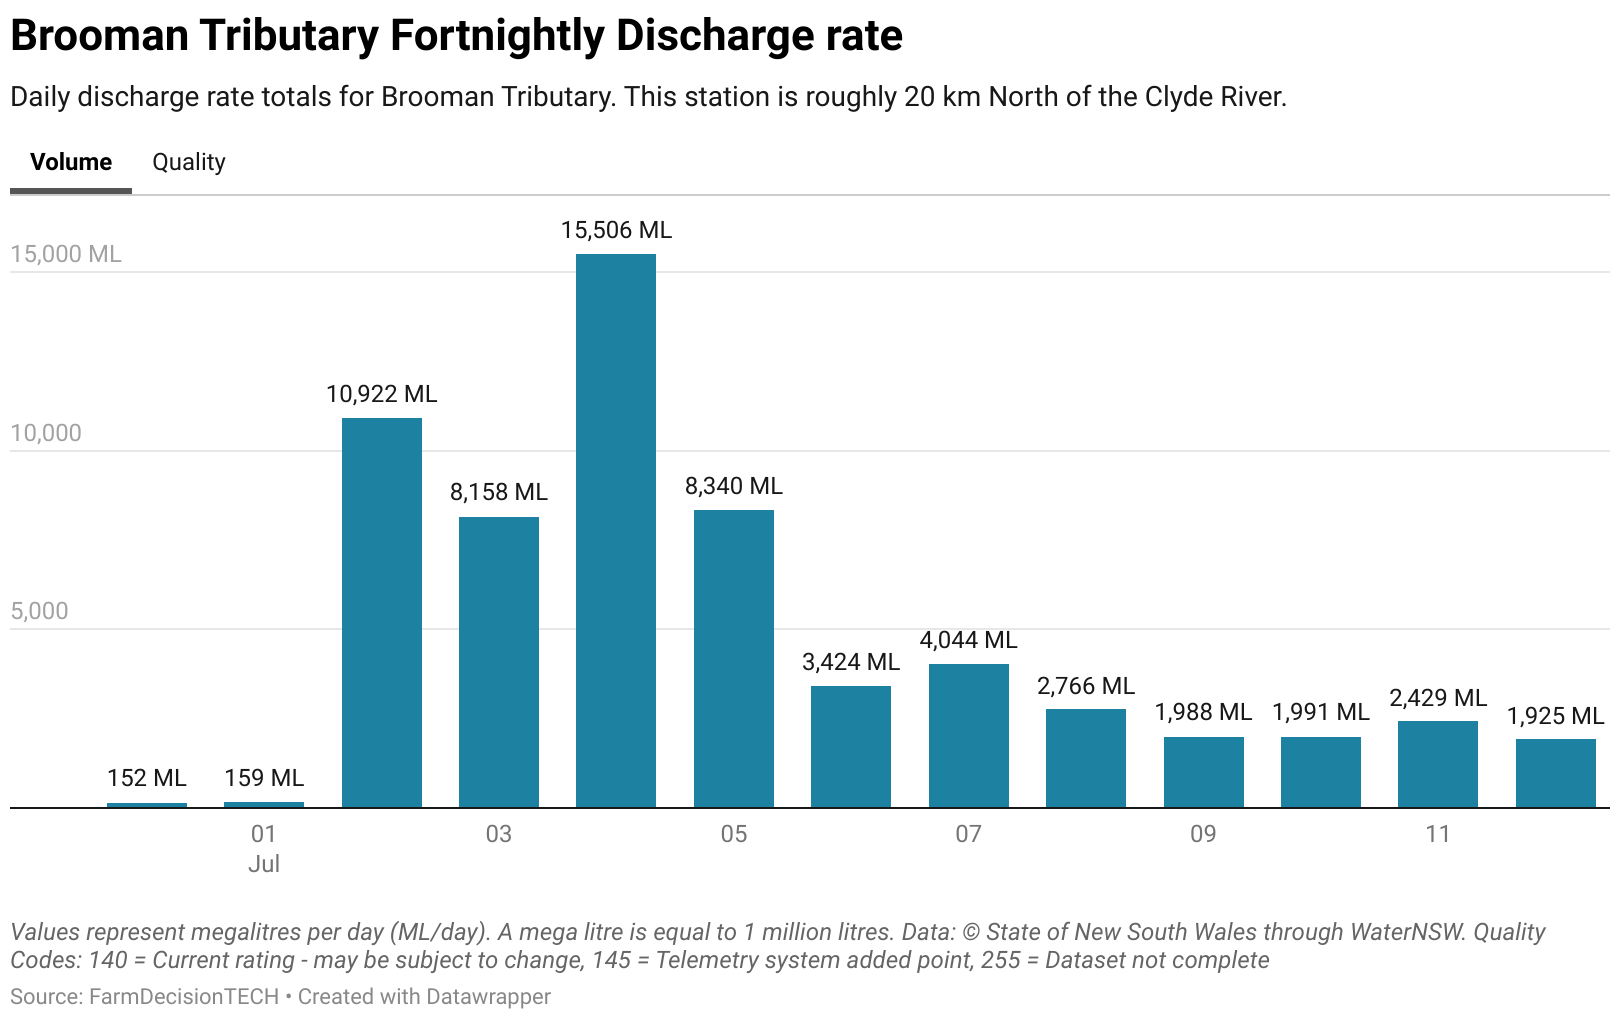 Brooman Tributary Fortnightly Discharge rate
Daily discharge rate totals for Brooman Tributary. This station is roughly 20 km North of the Clyde River.
Volume Quality
15,506 ML
15,000 ML
10,922 ML
10,000
8,158 ML
8,340 ML
5,000
3,424 ML
4,044 ML
2,766 ML
1,988 ML
1,991 ML
2,429 ML
1,925 ML
152 ML
159 ML
01 03 05 07 09 11
Jul
Values represent megalitres per day (ML/day). A mega litre is equal to 1 million litres. Data: © State of New South Wales through WaterNSW. Quality
Codes: 140 = Current rating - may be subject to change, 145 = Telemetry system added point, 255 = Dataset not complete
Source: FarmDecisionTECH • Created with Datawrapper